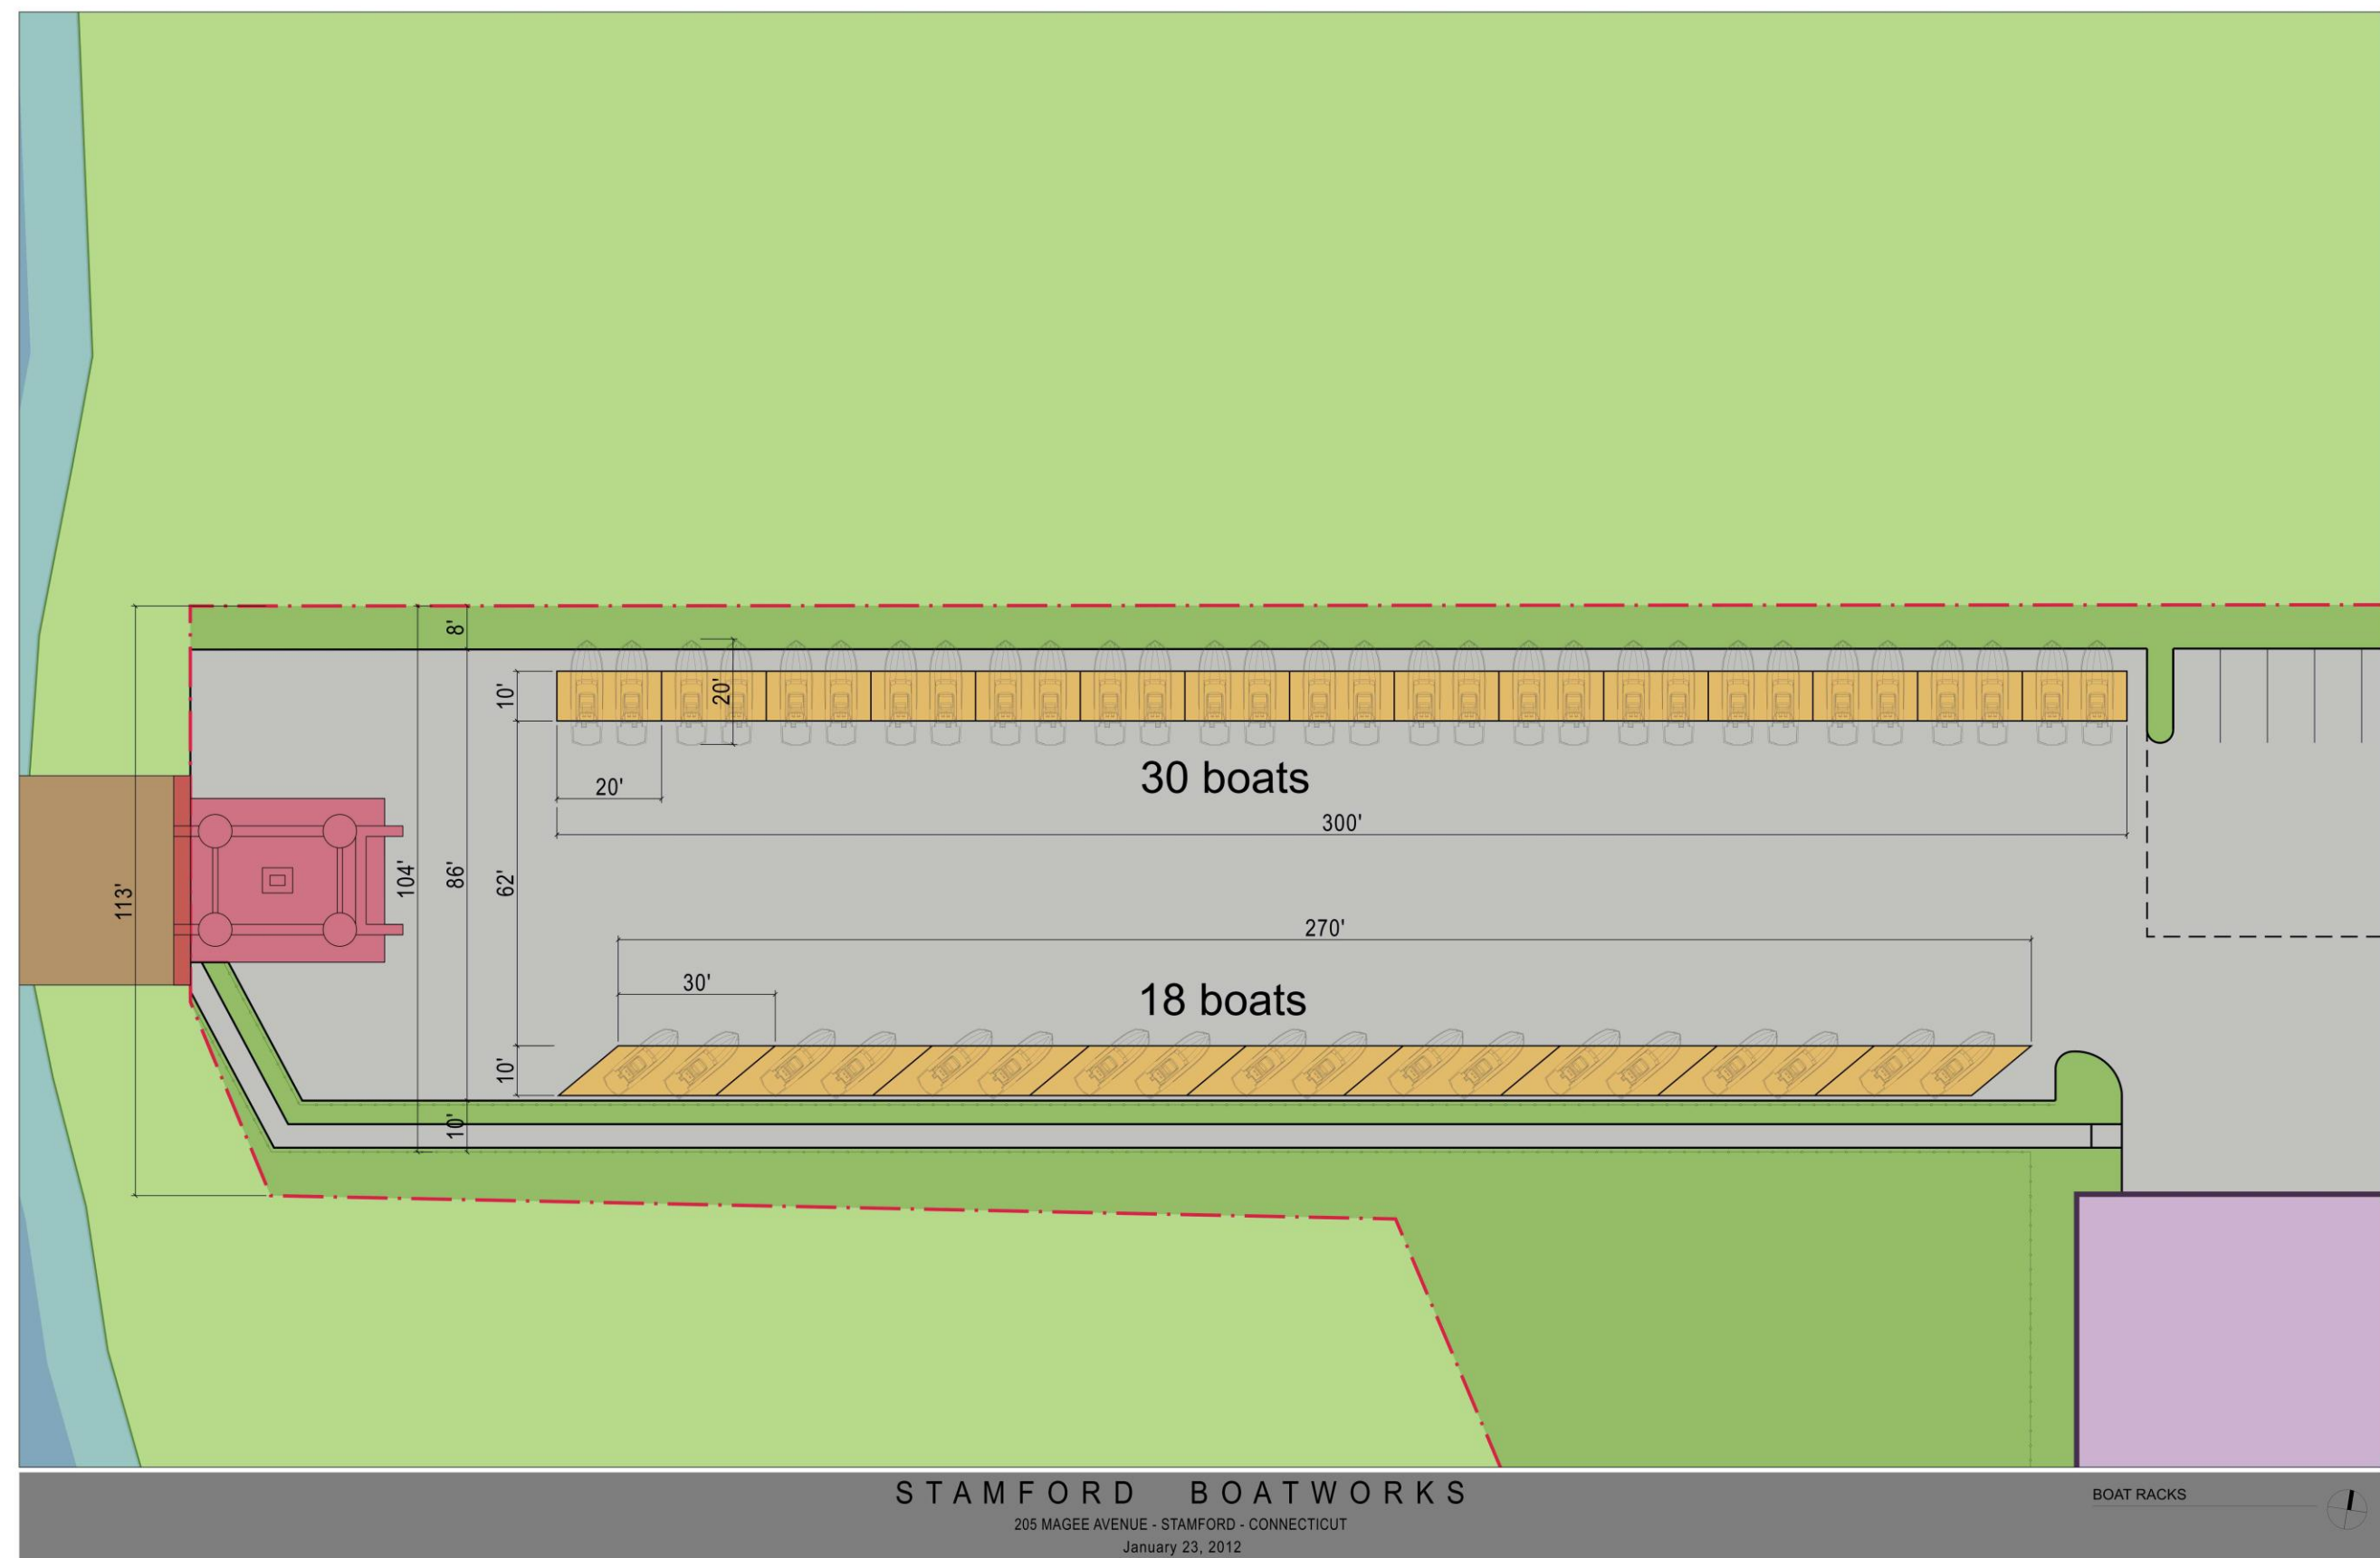 8'
10'
20'
20'
30 boats
300'
113'
104'
86'
62'
270'
30'
18 boats
10'
10'
STAMFORD BOATWORKS
205 MAGEE AVENUE - STAMFORD - CONNECTICUT
January 23, 2012
BOAT RACKS